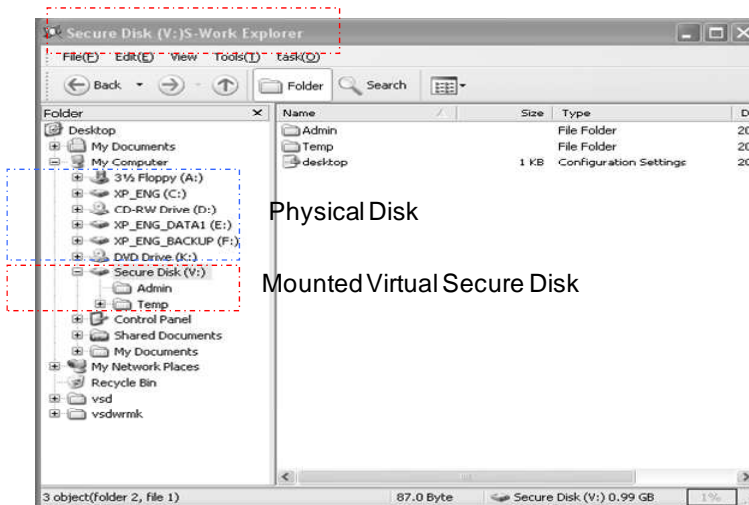 Secure Disk (V:)S-Work Explorer
File(F) Edit(E) View Tools(T) task(O)
Back Folder Search
Folder × Name Size Type D
Desktop
My Documents
My Computer
3½ Floppy (A:)
XP_ENG (C:)
CD-RW Drive (D:)
XP_ENG_DATA1 (E:)
XP_ENG_BACKUP (F:)
DVD Drive (K:)
Secure Disk (V:)
Admin
Temp
Control Panel
Shared Documents
My Documents
My Network Places
Recycle Bin
vsd
vsdwrmk
Admin File Folder 20
Temp File Folder 20
desktop 1 KB Configuration Settings 20
Physical Disk
Mounted Virtual Secure Disk
3 object(folder 2, file 1) 87.0 Byte Secure Disk (V:) 0.99 GB 1%